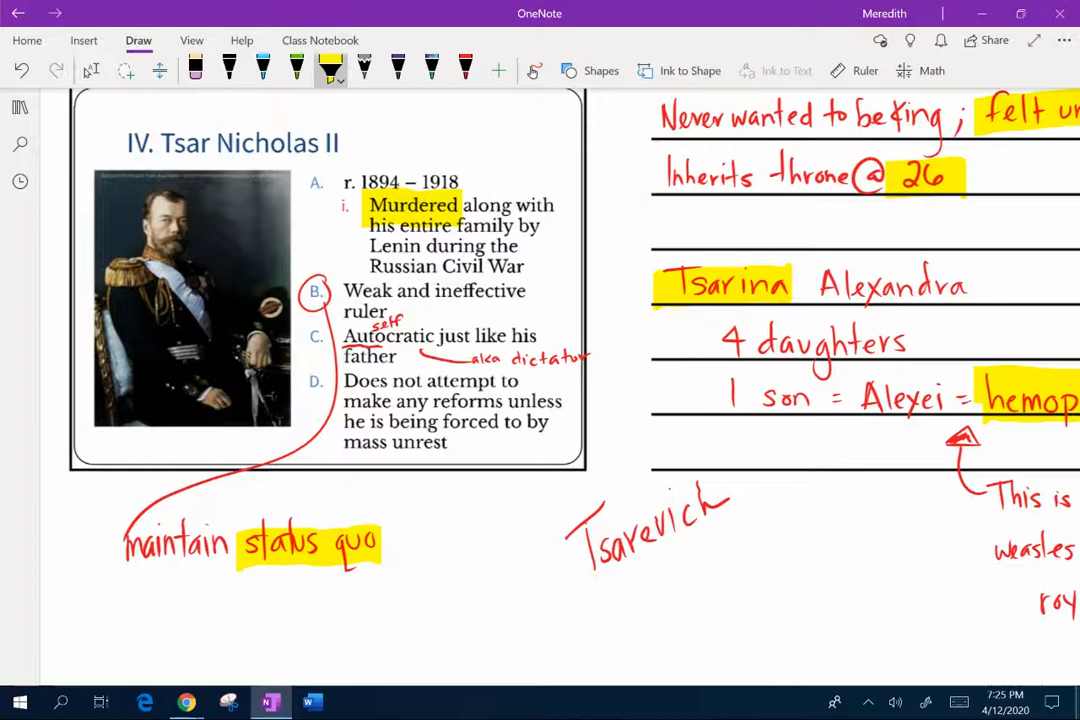 OneNote
Meredith
Home Insert Draw View Help Class Notebook
Share
Shapes Ink to Shape Ink to Text Ruler Math
IV. Tsar Nicholas II
A. r. 1894 – 1918
i. Murdered along with
his entire family by
Lenin during the
Russian Civil War
B. Weak and ineffective
ruler
self
C. Autocratic just like his
father
aka dictator
D. Does not attempt to
make any reforms unless
he is being forced to by
mass unrest
maintain status quo
Never wanted to be king; felt un
Inherits throne @ 26
Tsarina Alexandra
4 daughters
1 son = Alexei = hemop
Tsarevich
This is
weasles
roy
7:25 PM
4/12/2020